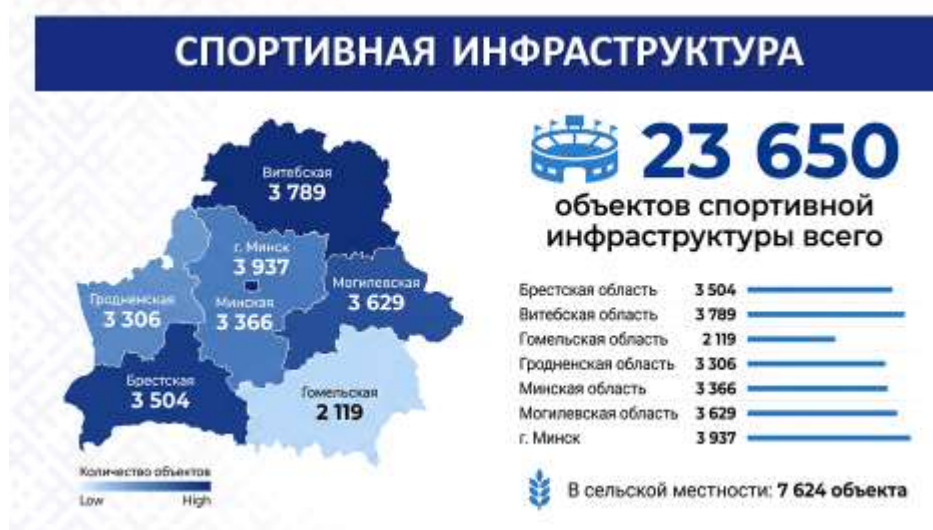 СПОРТИВНАЯ ИНФРАСТРУКТУРА
Витебская
3 789
г. Минск
3 937
Могилевская
3 629
Гродненская
3 306
Минская
3 366
Брестская
3 504
Гомельская
2 119
Количество объектов
Low High
23 650
объектов спортивной
инфраструктуры всего
Брестская область 3 504
Витебская область 3 789
Гомельская область 2 119
Гродненская область 3 306
Минская область 3 366
Могилевская область 3 629
г. Минск 3 937
В сельской местности: 7 624 объекта